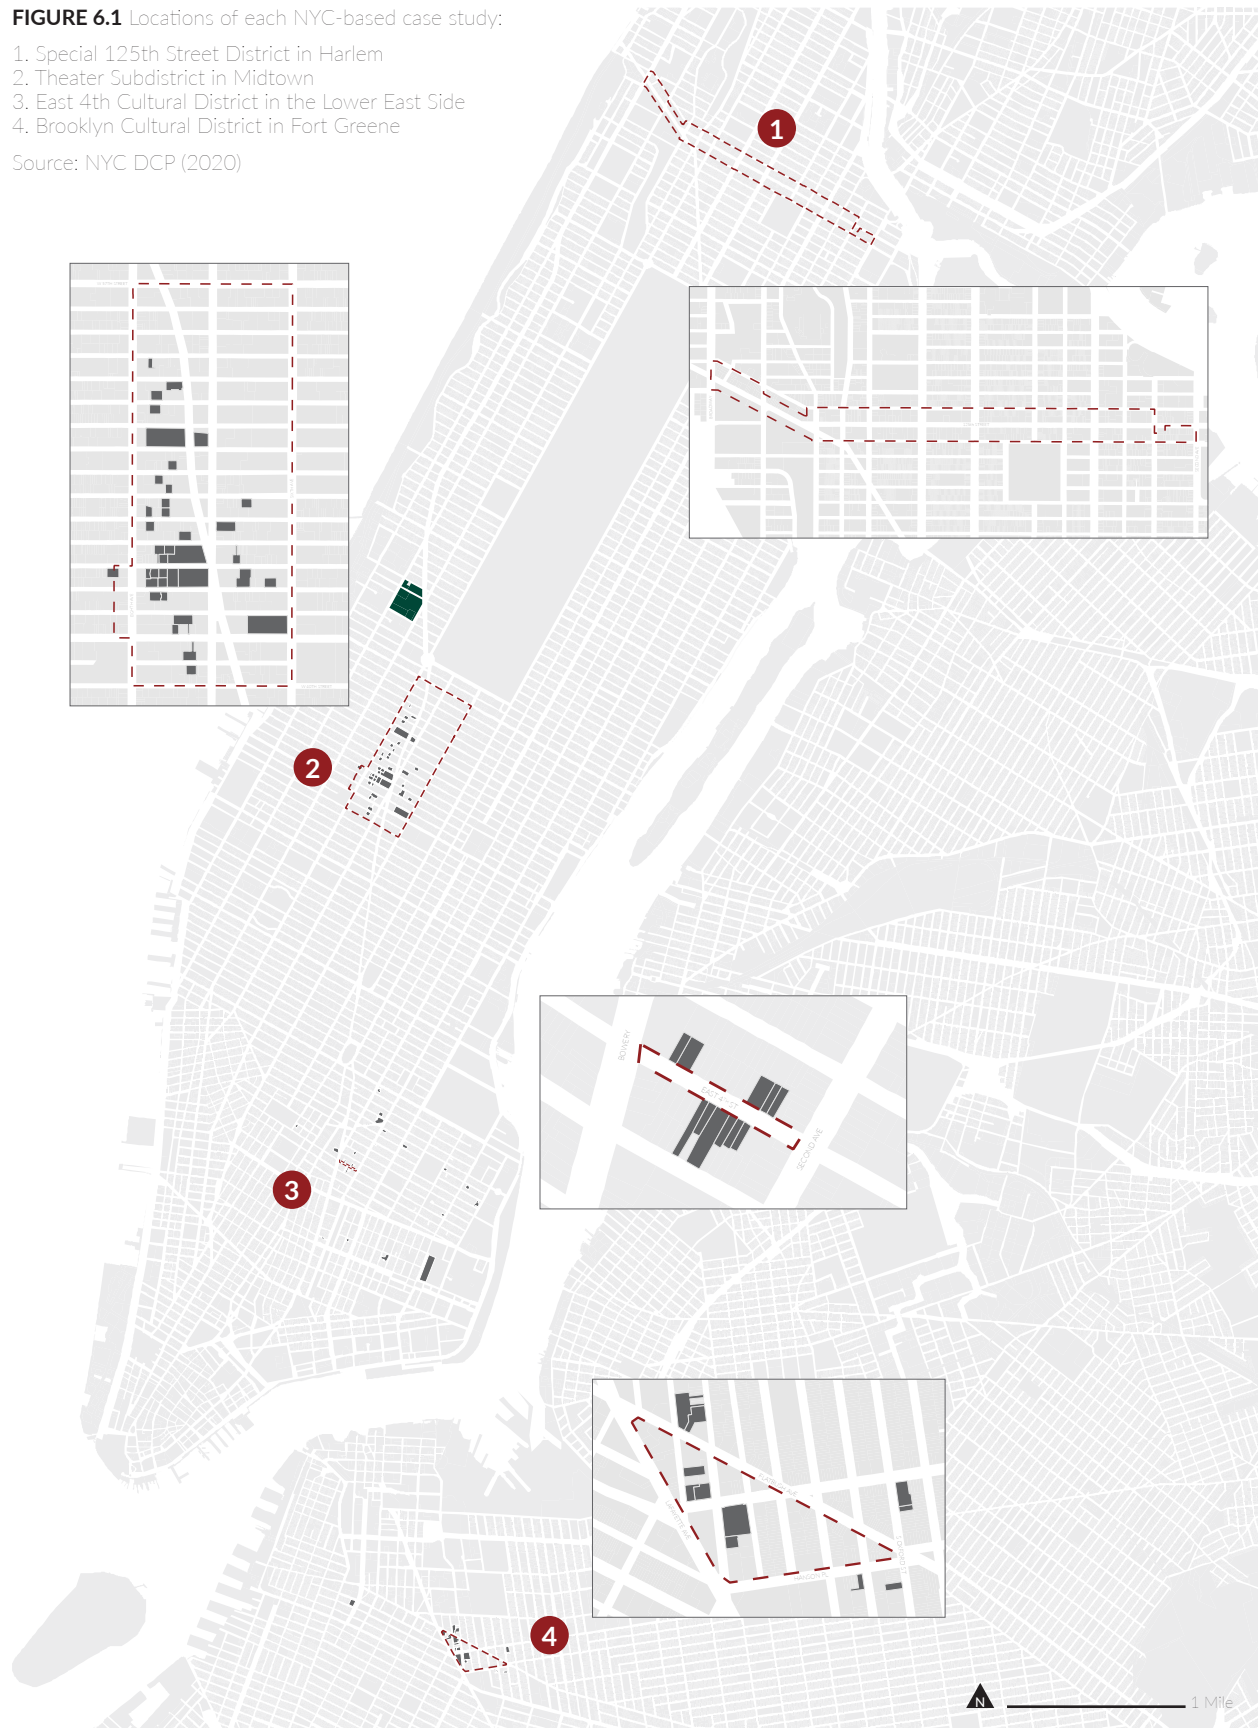 FIGURE 6.1 Locations of each NYC-based case study:
1. Special 125th Street District in Harlem
2. Theater Subdistrict in Midtown
3. East 4th Cultural District in the Lower East Side
4. Brooklyn Cultural District in Fort Greene
Source: NYC DCP (2020)
1
2
BOWERY
EAST 4
SECOND AVE
3
4
N
1 Mile